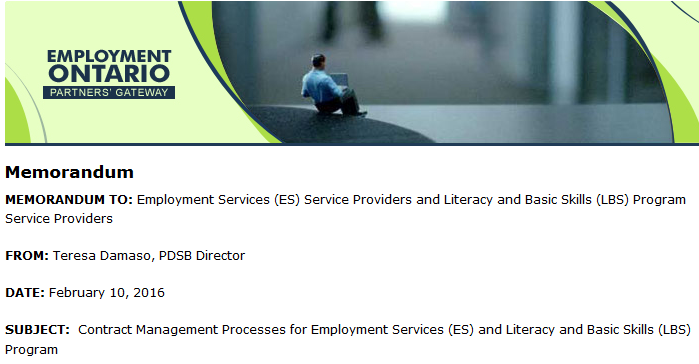 EMPLOYMENT
ONTARIO
PARTNERS' GATEWAY
Memorandum
MEMORANDUM TO: Employment Services (ES) Service Providers and Literacy and Basic Skills (LBS) Program
Service Providers
FROM: Teresa Damaso, PDSB Director
DATE: February 10, 2016
SUBJECT: Contract Management Processes for Employment Services (ES) and Literacy and Basic Skills (LBS)
Program